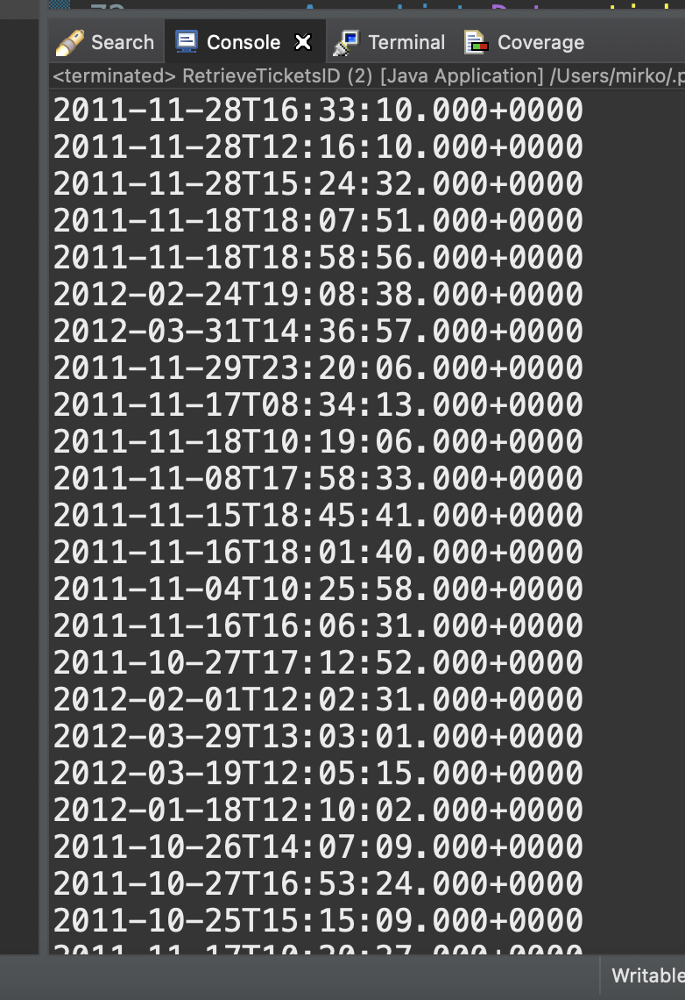 Search Console Terminal Coverage
<terminated> RetrieveTicketsID (2) [Java Application] /Users/mirko/.p
2011-11-28T16:33:10.000+0000
2011-11-28T12:16:10.000+0000
2011-11-28T15:24:32.000+0000
2011-11-18T18:07:51.000+0000
2011-11-18T18:58:56.000+0000
2012-02-24T19:08:38.000+0000
2012-03-31T14:36:57.000+0000
2011-11-29T23:20:06.000+0000
2011-11-17T08:34:13.000+0000
2011-11-18T10:19:06.000+0000
2011-11-08T17:58:33.000+0000
2011-11-15T18:45:41.000+0000
2011-11-16T18:01:40.000+0000
2011-11-04T10:25:58.000+0000
2011-11-16T16:06:31.000+0000
2011-10-27T17:12:52.000+0000
2012-02-01T12:02:31.000+0000
2012-03-29T13:03:01.000+0000
2012-03-19T12:05:15.000+0000
2012-01-18T12:10:02.000+0000
2011-10-26T14:07:09.000+0000
2011-10-27T16:53:24.000+0000
2011-10-25T15:15:09.000+0000
Writable